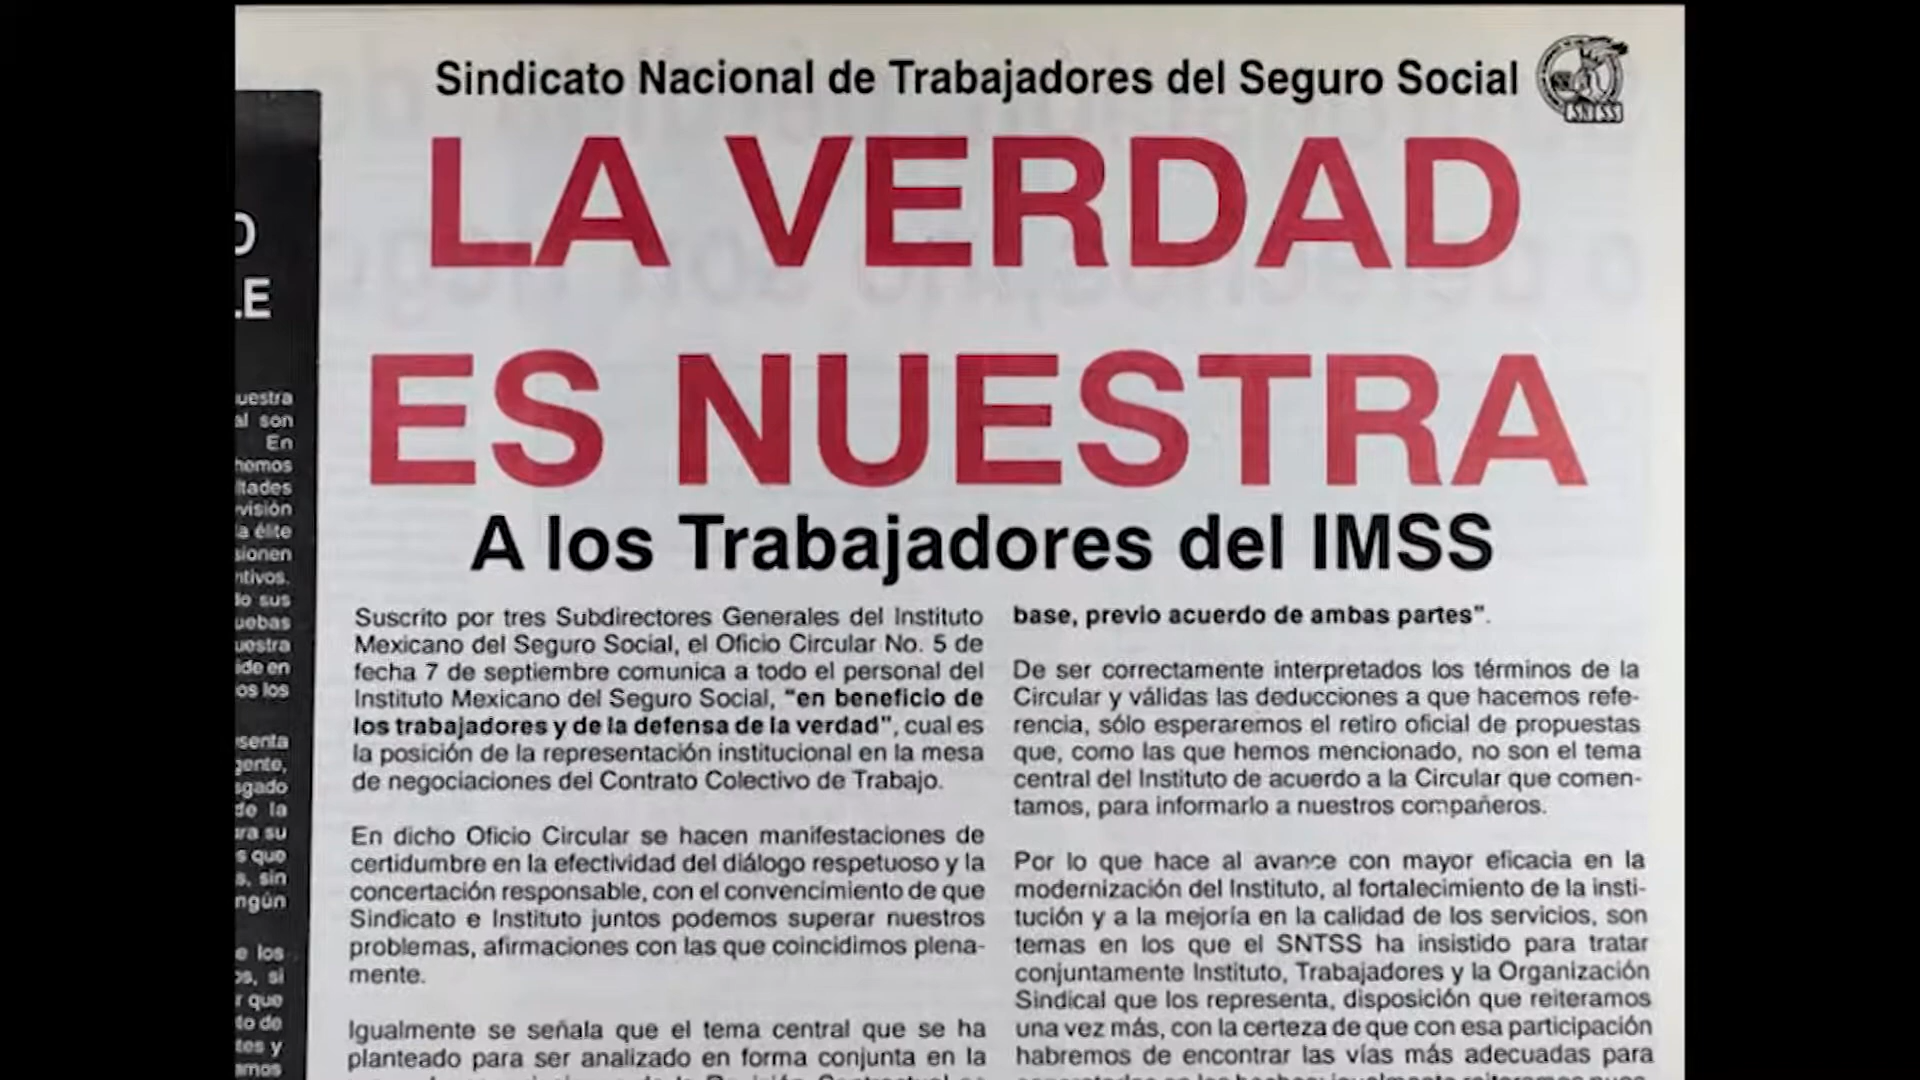 Sindicato Nacional de Trabajadores del Seguro Social
SNTSS
LA VERDAD
ES NUESTRA
A los Trabajadores del IMSS
Suscrito por tres Subdirectores Generales del Instituto
Mexicano del Seguro Social, el Oficio Circular No. 5 de
fecha 7 de septiembre comunica a todo el personal del
Instituto Mexicano del Seguro Social, "en beneficio de
los trabajadores y de la defensa de la verdad", cual es
la posición de la representación institucional en la mesa
de negociaciones del Contrato Colectivo de Trabajo.
En dicho Oficio Circular se hacen manifestaciones de
certidumbre en la efectividad del diálogo respetuoso y la
concertación responsable, con el convencimiento de que
Sindicato e Instituto juntos podemos superar nuestros
problemas, afirmaciones con las que coincidimos plena-
mente.
Igualmente se señala que el tema central que se ha
planteado para ser analizado en forma conjunta en la
base, previo acuerdo de ambas partes".
De ser correctamente interpretados los términos de la
Circular y válidas las deducciones a que hacemos refe-
rencia, sólo esperaremos el retiro oficial de propuestas
que, como las que hemos mencionado, no son el tema
central del Instituto de acuerdo a la Circular que comen-
tamos, para informarlo a nuestros compañeros.
Por lo que hace al avance con mayor eficacia en la
modernización del Instituto, al fortalecimiento de la insti-
tución y a la mejoría en la calidad de los servicios, son
temas en los que el SNTSS ha insistido para tratar
conjuntamente Instituto, Trabajadores y la Organización
Sindical que los representa, disposición que reiteramos
una vez más, con la certeza de que con esa participación
habremos de encontrar las vías más adecuadas para